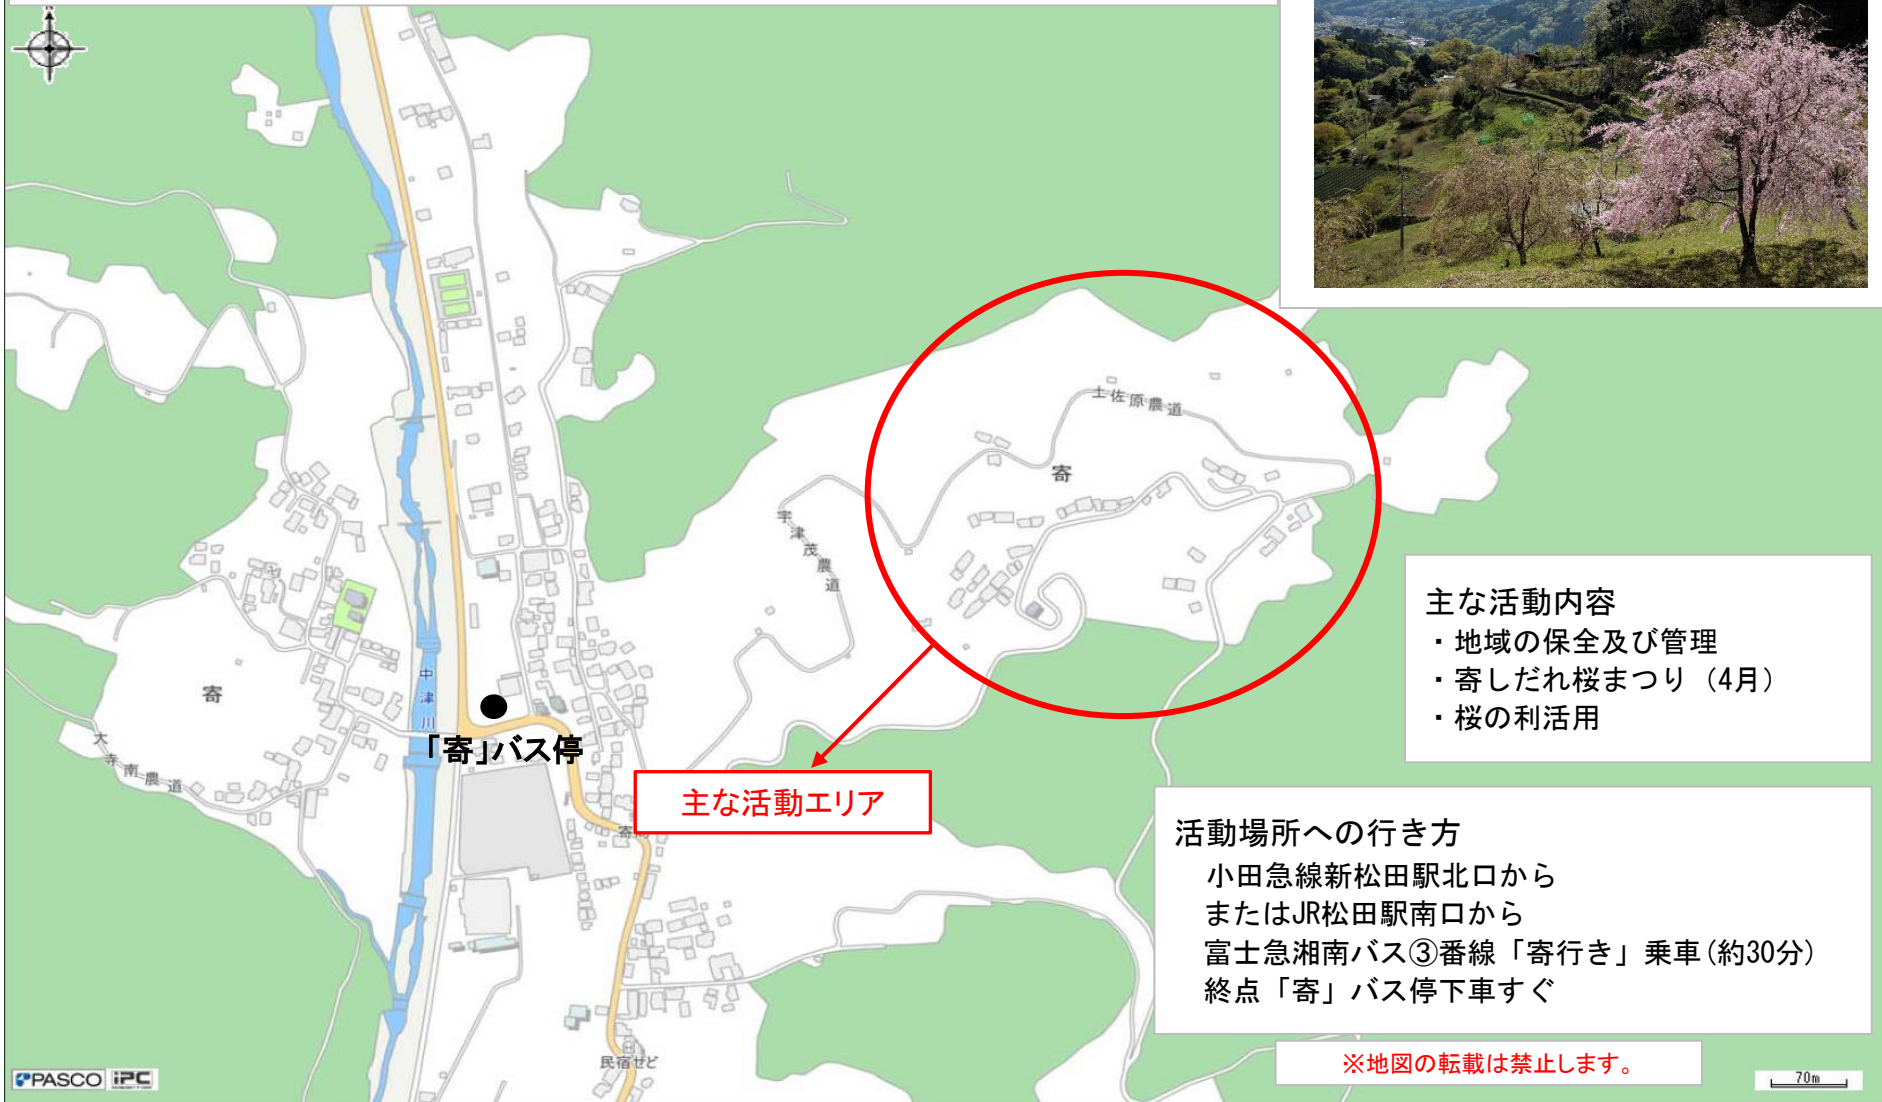 N
土佐原農道
寄
宇津茂農道
寄
中津川
大寺南農道
「寄」バス停
主な活動エリア
民宿せど
主な活動内容
・地域の保全及び管理
・寄しだれ桜まつり（4月）
・桜の利活用
活動場所への行き方
小田急線新松田駅北口から
またはJR松田駅南口から
富士急湘南バス③番線「寄行き」乗車(約30分)
終点「寄」バス停下車すぐ
※地図の転載は禁止します。
PASCO iPC
70m